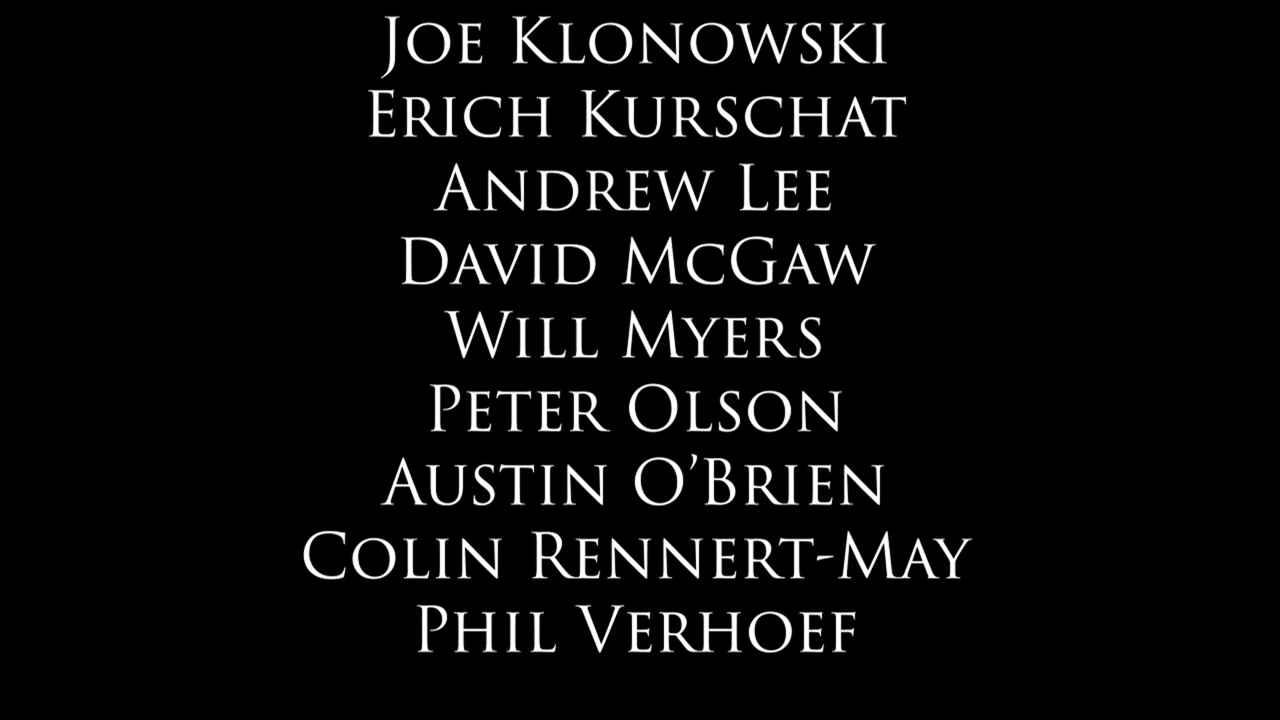 Joe Klonowski
Erich Kurschat
Andrew Lee
David McGaw
Will Myers
Peter Olson
Austin O’Brien
Colin Rennert-May
Phil Verhoef